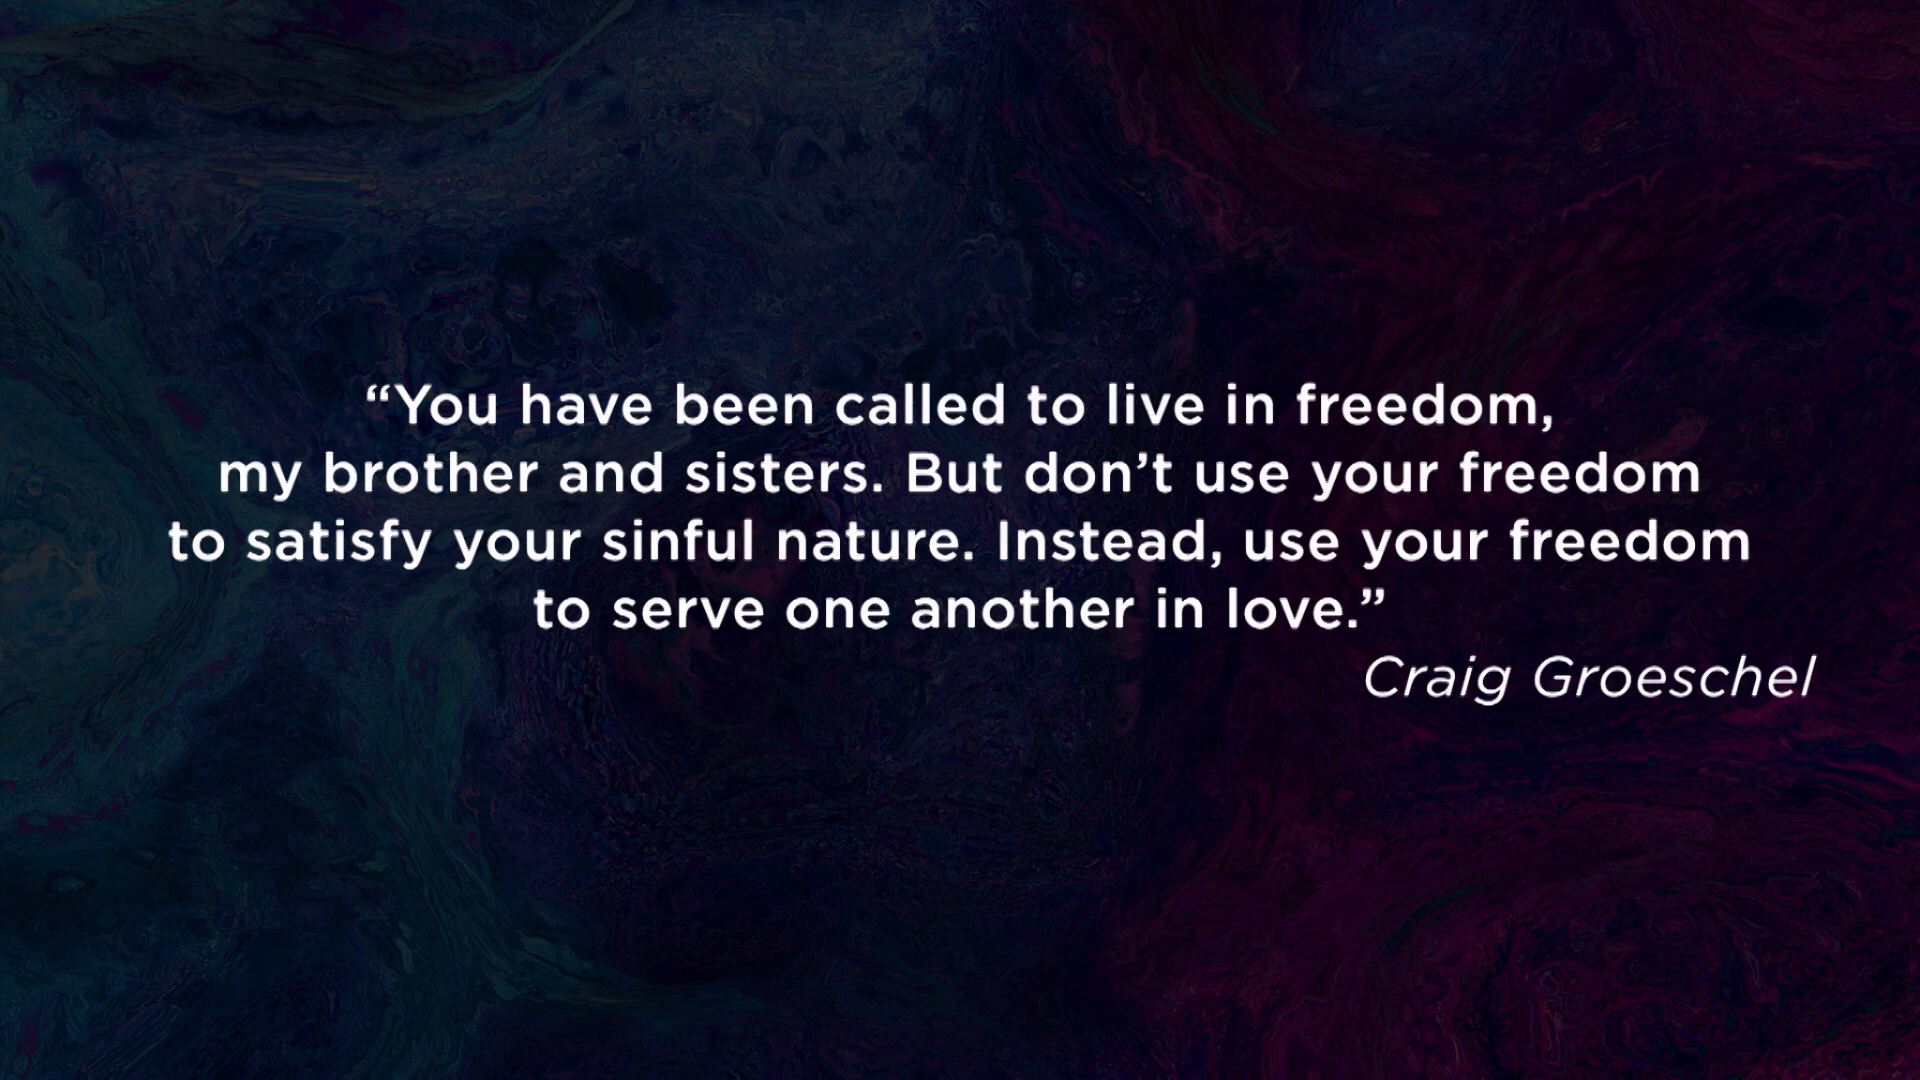 “You have been called to live in freedom,
my brother and sisters. But don’t use your freedom
to satisfy your sinful nature. Instead, use your freedom
to serve one another in love.”
Craig Groeschel